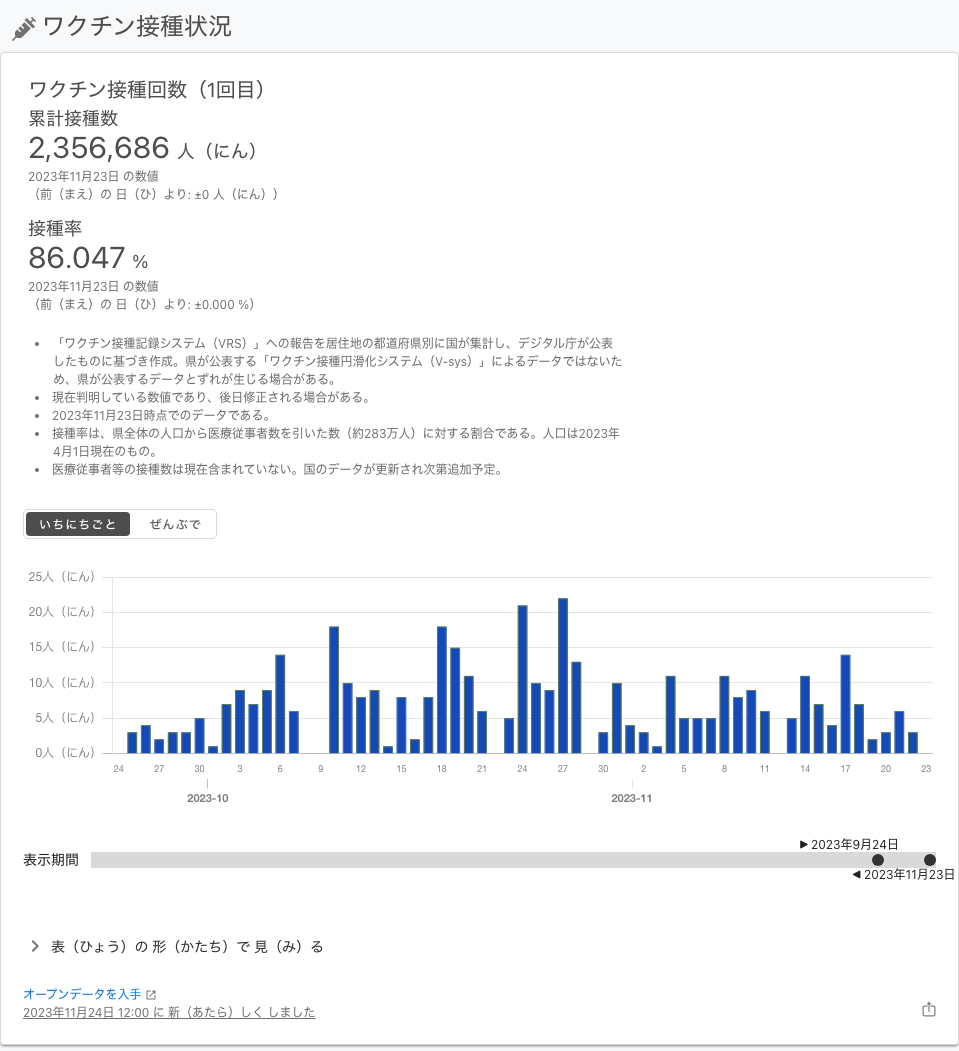 ワクチン接種状況
ワクチン接種回数（1回目）
累計接種数
2,356,686 人（にん）
2023年11月23日 の数値
（前（まえ）の 日（ひ）より: ±0 人（にん））
接種率
86.047 %
2023年11月23日 の数値
（前（まえ）の 日（ひ）より: ±0.000 %）
• 「ワクチン接種記録システム（VRS）」への報告を居住地の都道府県別に国が集計し、デジタル庁が公表
したものに基づき作成。県が公表する「ワクチン接種円滑化システム（V-sys）」によるデータではないた
め、県が公表するデータとずれが生じる場合がある。
• 現在判明している数値であり、後日修正される場合がある。
• 2023年11月23日時点でのデータである。
• 接種率は、県全体の人口から医療従事者数を引いた数（約283万人）に対する割合である。人口は2023年
4月1日現在のもの。
• 医療従事者等の接種数は現在含まれていない。国のデータが更新され次第追加予定。
いちにちごと ぜんぶで
25人（にん）
20人（にん）
15人（にん）
10人（にん）
5人（にん）
0人（にん）
24 27 30 3 6 9 12 15 18 21 24 27 30 2 5 8 11 14 17 20 23
2023-10 2023-11
2023年9月24日
表示期間
2023年11月23日
表（ひょう）の 形（かたち）で 見（み）る
オープンデータを入手
2023年11月24日 12:00 に 新（あたら）しく しました